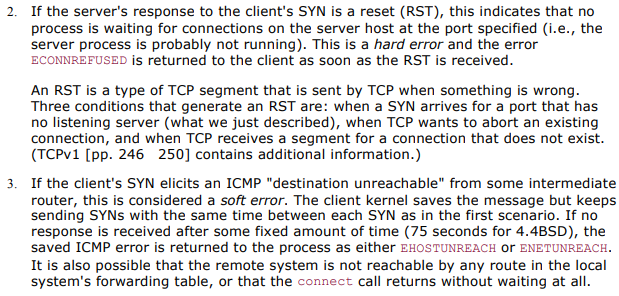 2. If the server's response to the client's SYN is a reset (RST), this indicates that no
process is waiting for connections on the server host at the port specified (i.e., the
server process is probably not running). This is a hard error and the error
ECONNREFUSED is returned to the client as soon as the RST is received.
An RST is a type of TCP segment that is sent by TCP when something is wrong.
Three conditions that generate an RST are: when a SYN arrives for a port that has
no listening server (what we just described), when TCP wants to abort an existing
connection, and when TCP receives a segment for a connection that does not exist.
(TCPv1 [pp. 246 250] contains additional information.)
3. If the client's SYN elicits an ICMP "destination unreachable" from some intermediate
router, this is considered a soft error. The client kernel saves the message but keeps
sending SYNs with the same time between each SYN as in the first scenario. If no
response is received after some fixed amount of time (75 seconds for 4.4BSD), the
saved ICMP error is returned to the process as either EHOSTUNREACH or ENETUNREACH.
It is also possible that the remote system is not reachable by any route in the local
system's forwarding table, or that the connect call returns without waiting at all.